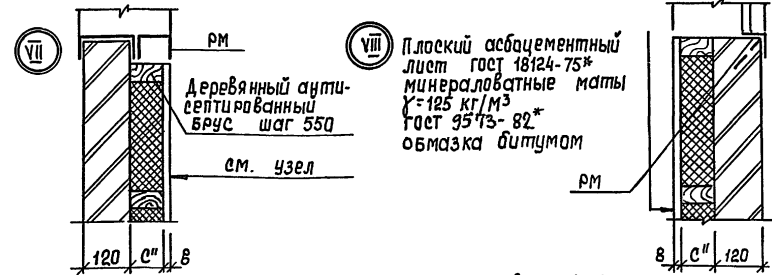 VII
РМ
Деревянный анти-
септированный
брус шаг 550
см. узел
120 С" 8
VIII
Плоский асбоцементный
лист ГОСТ 18124-75*
минераловатные маты
γ=125 кг/м³
ГОСТ 9573-82*
обмазка битумом
РМ
8 С" 120